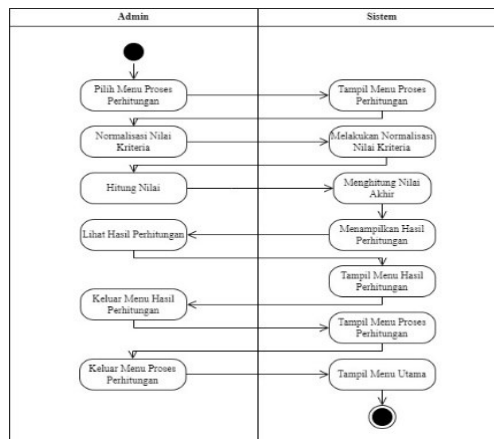 Admin
Sistem
Pilih Menu Proses
Perhitungan
Tampil Menu Proses
Perhitungan
Normalisasi Nilai
Kriteria
Melakukan Normalisasi
Nilai Kriteria
Hitung Nilai
Menghitung Nilai
Akhir
Lihat Hasil Perhitungan
Menampilkan Hasil
Perhitungan
Tampil Menu Hasil
Perhitungan
Keluar Menu Hasil
Perhitungan
Tampil Menu Proses
Perhitungan
Keluar Menu Proses
Perhitungan
Tampil Menu Utama